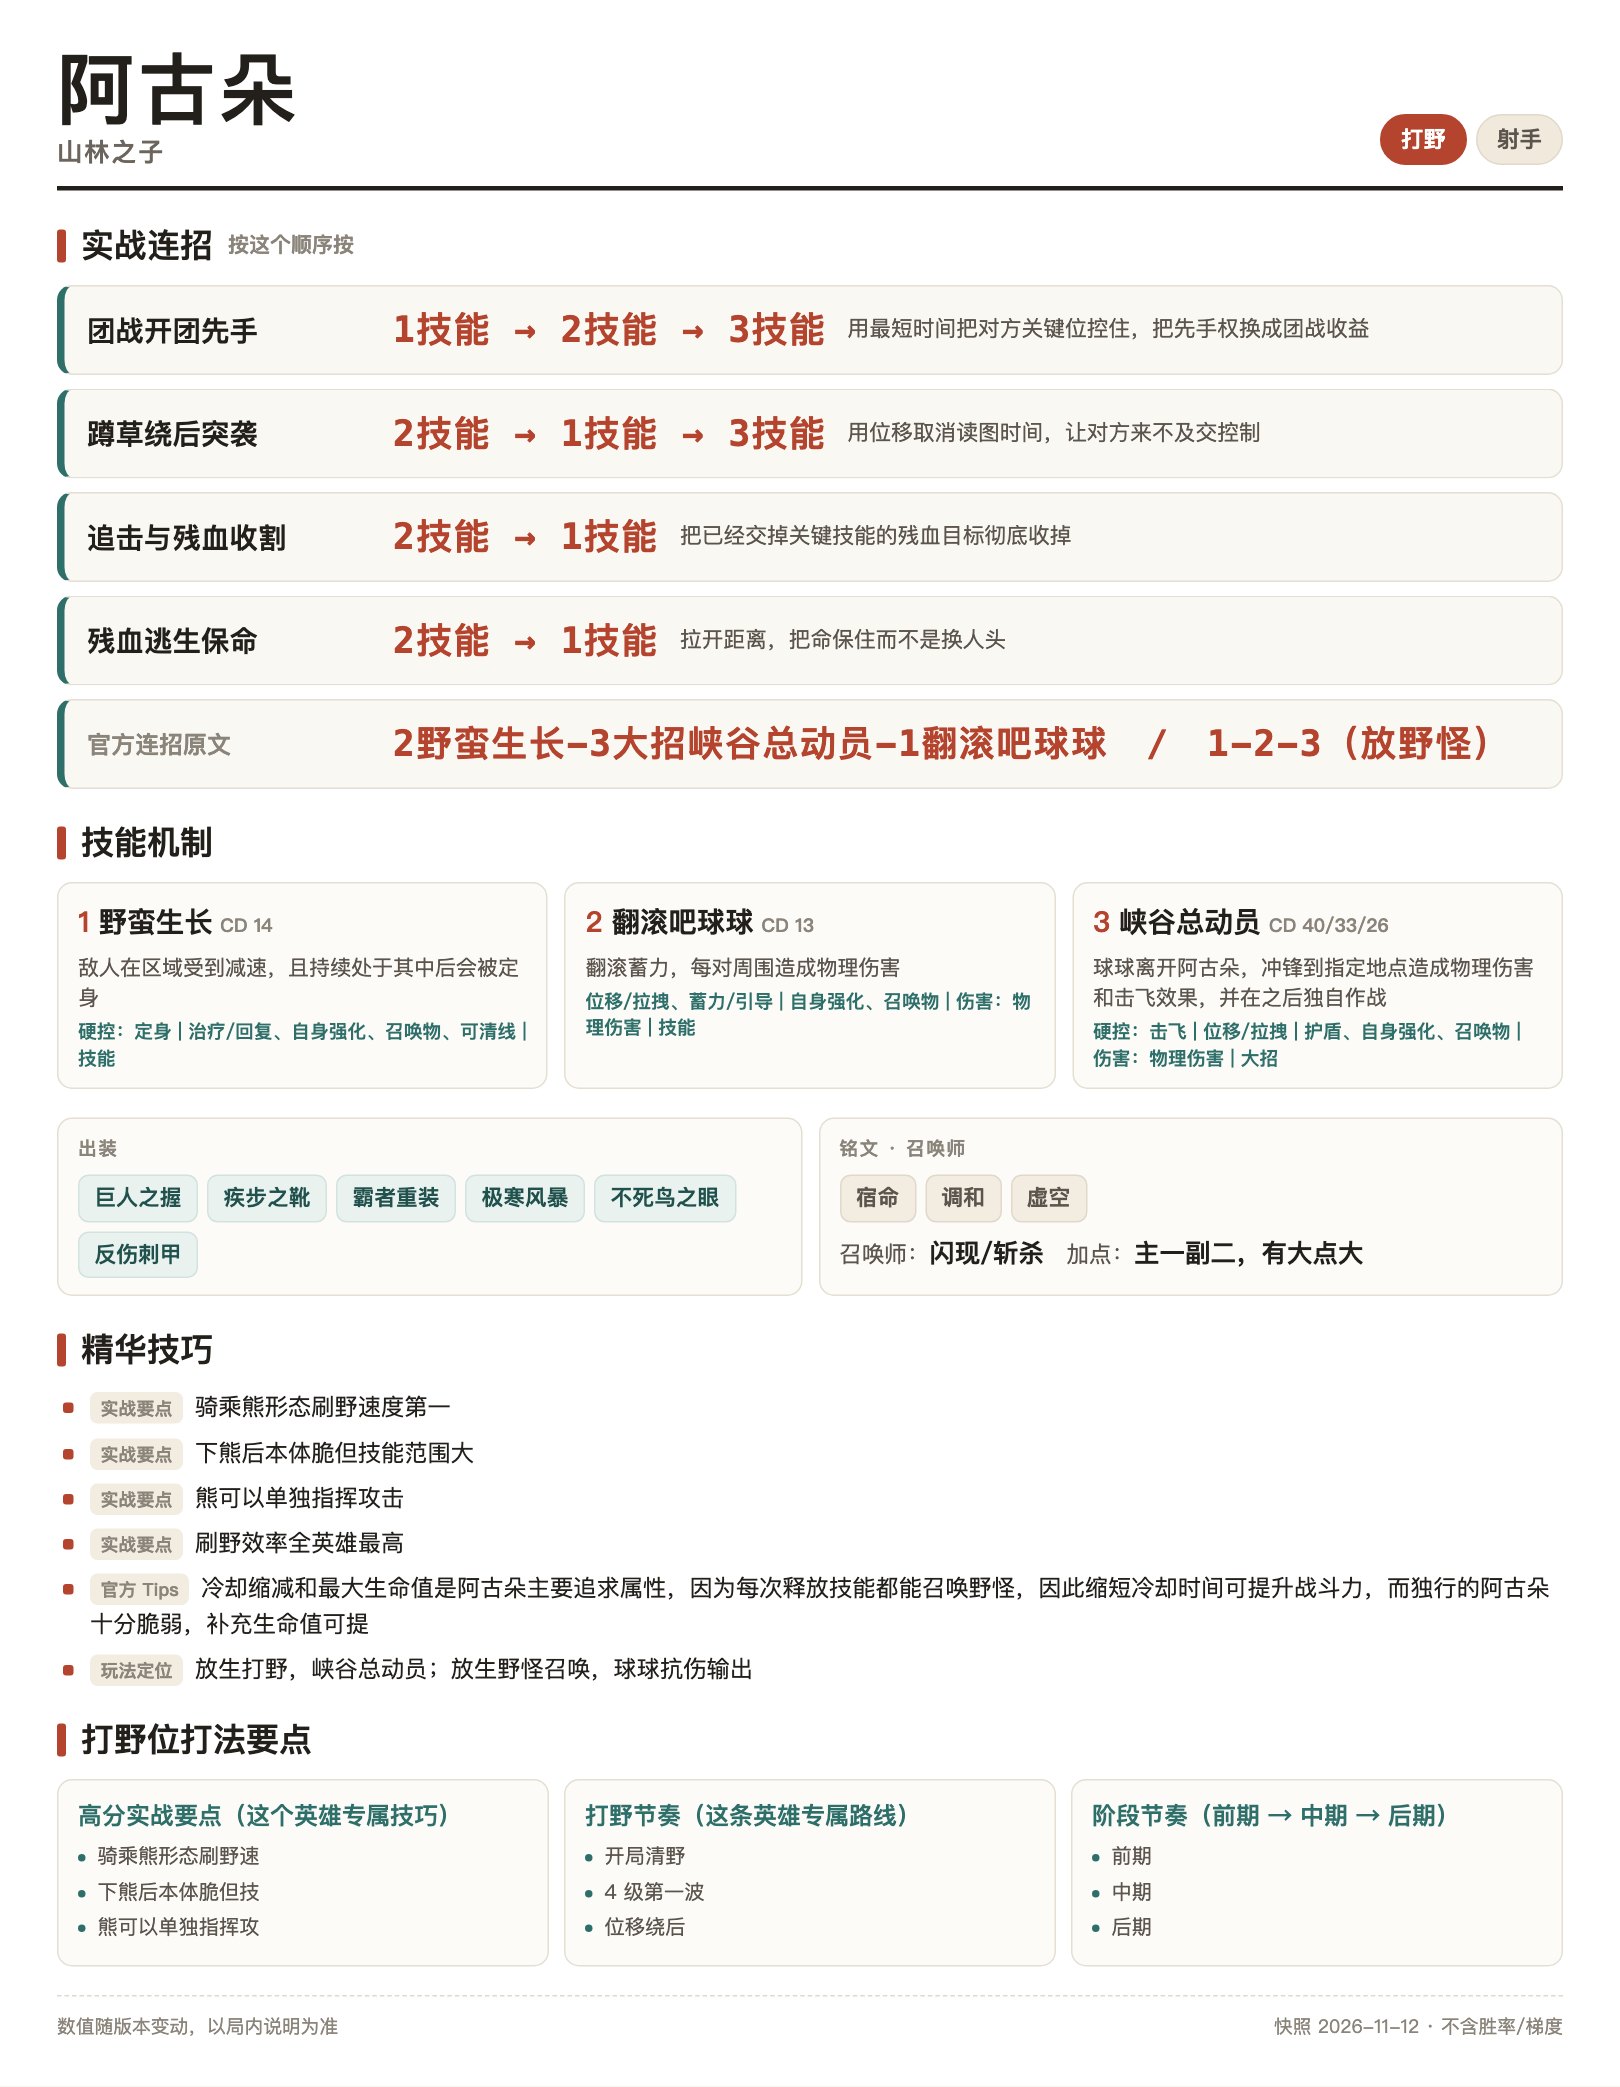 阿古朵
山林之子
打野 射手
实战连招 按这个顺序按
团战开团先手 1技能 → 2技能 → 3技能 用最短时间把对方关键位控住，把先手权换成团战收益
蹲草绕后突袭 2技能 → 1技能 → 3技能 用位移取消读图时间，让对方来不及交控制
追击与残血收割 2技能 → 1技能 把已经交掉关键技能的残血目标彻底收掉
残血逃生保命 2技能 → 1技能 拉开距离，把命保住而不是换人头
官方连招原文 2野蛮生长–3大招峡谷总动员–1翻滚吧球球 / 1–2–3（放野怪）
技能机制
1 野蛮生长 CD 14
敌人在区域受到减速，且持续处于其中后会被定
身
硬控：定身 | 治疗/回复、自身强化、召唤物、可清线 |
技能
2 翻滚吧球球 CD 13
翻滚蓄力，每对周围造成物理伤害
位移/拉拽、蓄力/引导 | 自身强化、召唤物 | 伤害：物
理伤害 | 技能
3 峡谷总动员 CD 40/33/26
球球离开阿古朵，冲锋到指定地点造成物理伤害
和击飞效果，并在之后独自作战
硬控：击飞 | 位移/拉拽 | 护盾、自身强化、召唤物 |
伤害：物理伤害 | 大招
出装
巨人之握 疾步之靴 霸者重装 极寒风暴 不死鸟之眼
反伤刺甲
铭文 · 召唤师
宿命 调和 虚空
召唤师：闪现/斩杀 加点：主一副二，有大点大
精华技巧
实战要点 骑乘熊形态刷野速度第一
实战要点 下熊后本体脆但技能范围大
实战要点 熊可以单独指挥攻击
实战要点 刷野效率全英雄最高
官方 Tips 冷却缩减和最大生命值是阿古朵主要追求属性，因为每次释放技能都能召唤野怪，因此缩短冷却时间可提升战斗力，而独行的阿古朵
十分脆弱，补充生命值可提
玩法定位 放生打野，峡谷总动员；放生野怪召唤，球球抗伤输出
打野位打法要点
高分实战要点（这个英雄专属技巧）
骑乘熊形态刷野速
下熊后本体脆但技
熊可以单独指挥攻
打野节奏（这条英雄专属路线）
开局清野
4 级第一波
位移绕后
阶段节奏（前期 → 中期 → 后期）
前期
中期
后期
数值随版本变动，以局内说明为准
快照 2026–11–12 · 不含胜率/梯度